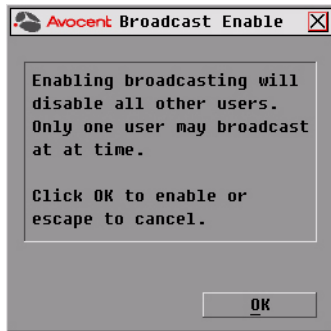 Avocent Broadcast Enable
Enabling broadcasting will
disable all other users.
Only one user may broadcast
at at time.
Click OK to enable or
escape to cancel.
OK